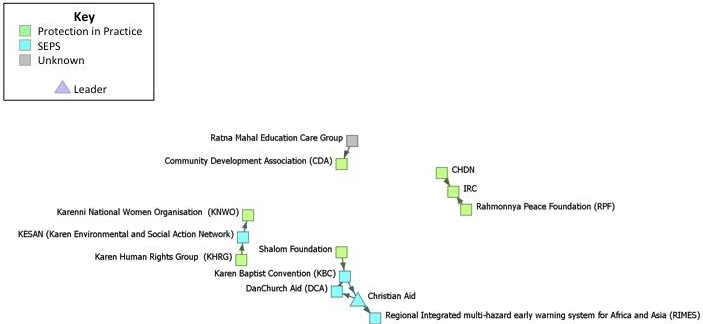 Key
Protection in Practice
SEPS
Unknown
Leader
Ratna Mahal Education Care Group
Community Development Association (CDA)
CHDN
IRC
Rahmonnya Peace Foundation (RPF)
Karenni National Women Organisation (KNWO)
KESAN (Karen Environmental and Social Action Network)
Karen Human Rights Group (KHRG)
Shalom Foundation
Karen Baptist Convention (KBC)
DanChurch Aid (DCA)
Christian Aid
Regional Integrated multi-hazard early warning system for Africa and Asia (RIMES)